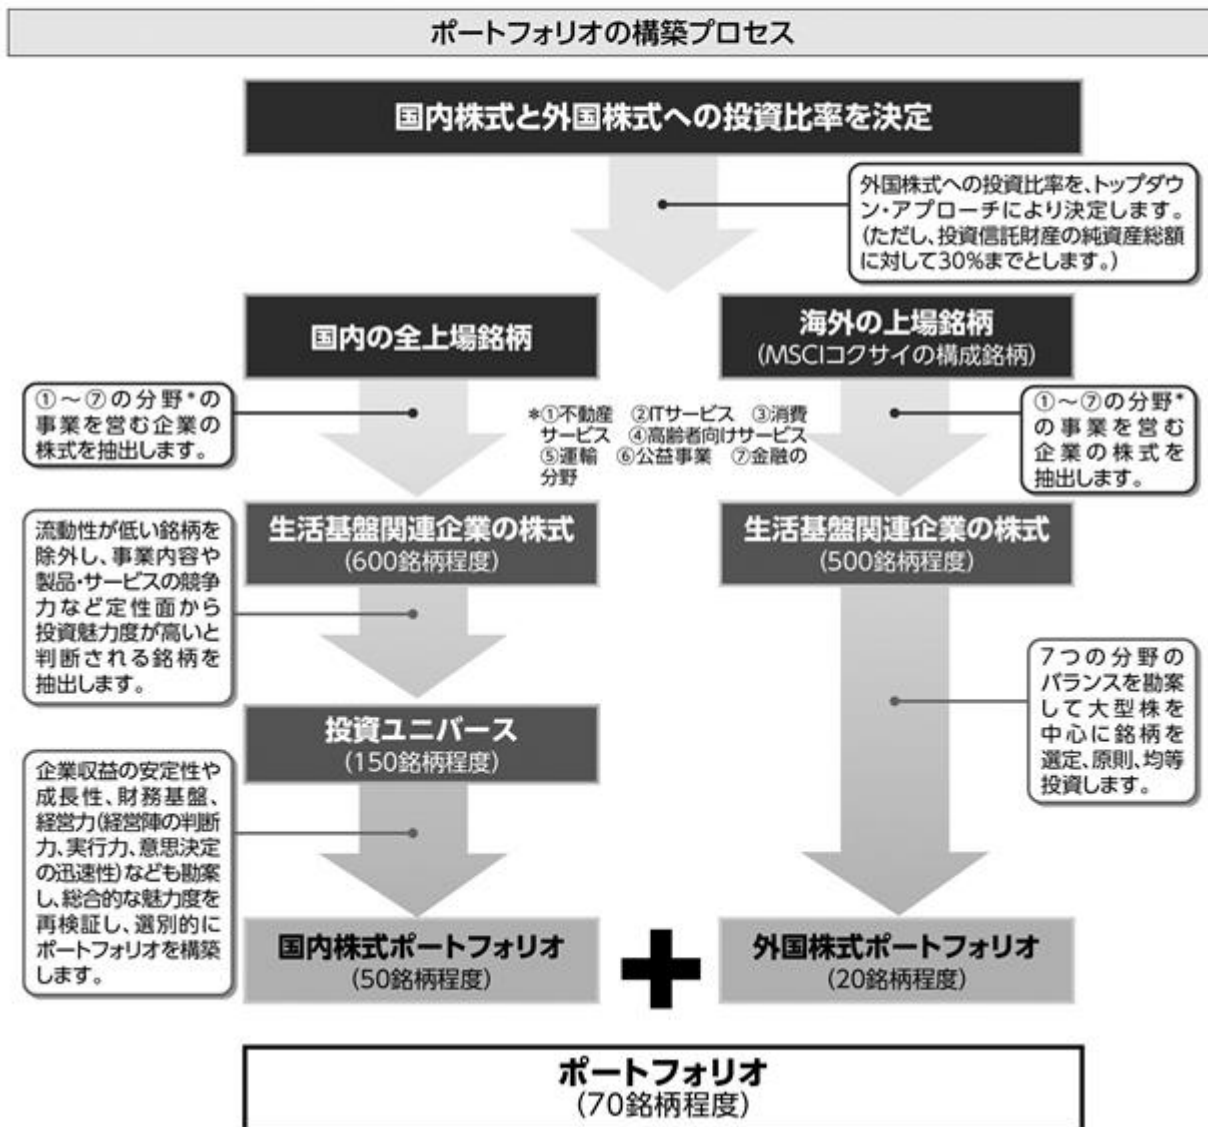 ポートフォリオの構築プロセス
国内株式と外国株式への投資比率を決定
外国株式への投資比率を、トップダウ
ン・アプローチにより決定します。
(ただし、投資信託財産の純資産総額
に対して30%までとします。)
国内の全上場銘柄
海外の上場銘柄
(MSCIコクサイの構成銘柄)
①～⑦の分野*の
事業を営む企業の
株式を抽出します。
*①不動産 ②ITサービス ③消費
サービス ④高齢者向けサービス
⑤運輸 ⑥公益事業 ⑦金融の
分野
①～⑦の分野*
の事業を営む
企業の株式を
抽出します。
生活基盤関連企業の株式
(600銘柄程度)
生活基盤関連企業の株式
(500銘柄程度)
流動性が低い銘柄を
除外し、事業内容や
製品・サービスの競争
力など定性面から
投資魅力度が高いと
判断される銘柄を
抽出します。
投資ユニバース
(150銘柄程度)
7つの分野の
バランスを勘案
して大型株を
中心に銘柄を
選定、原則、均等
投資します。
企業収益の安定性や
成長性、財務基盤、
経営力(経営陣の判断
力、実行力、意思決定
の迅速性)なども勘案
し、総合的な魅力度を
再検証し、選別的に
ポートフォリオを構築
します。
国内株式ポートフォリオ
(50銘柄程度)
外国株式ポートフォリオ
(20銘柄程度)
ポートフォリオ
(70銘柄程度)